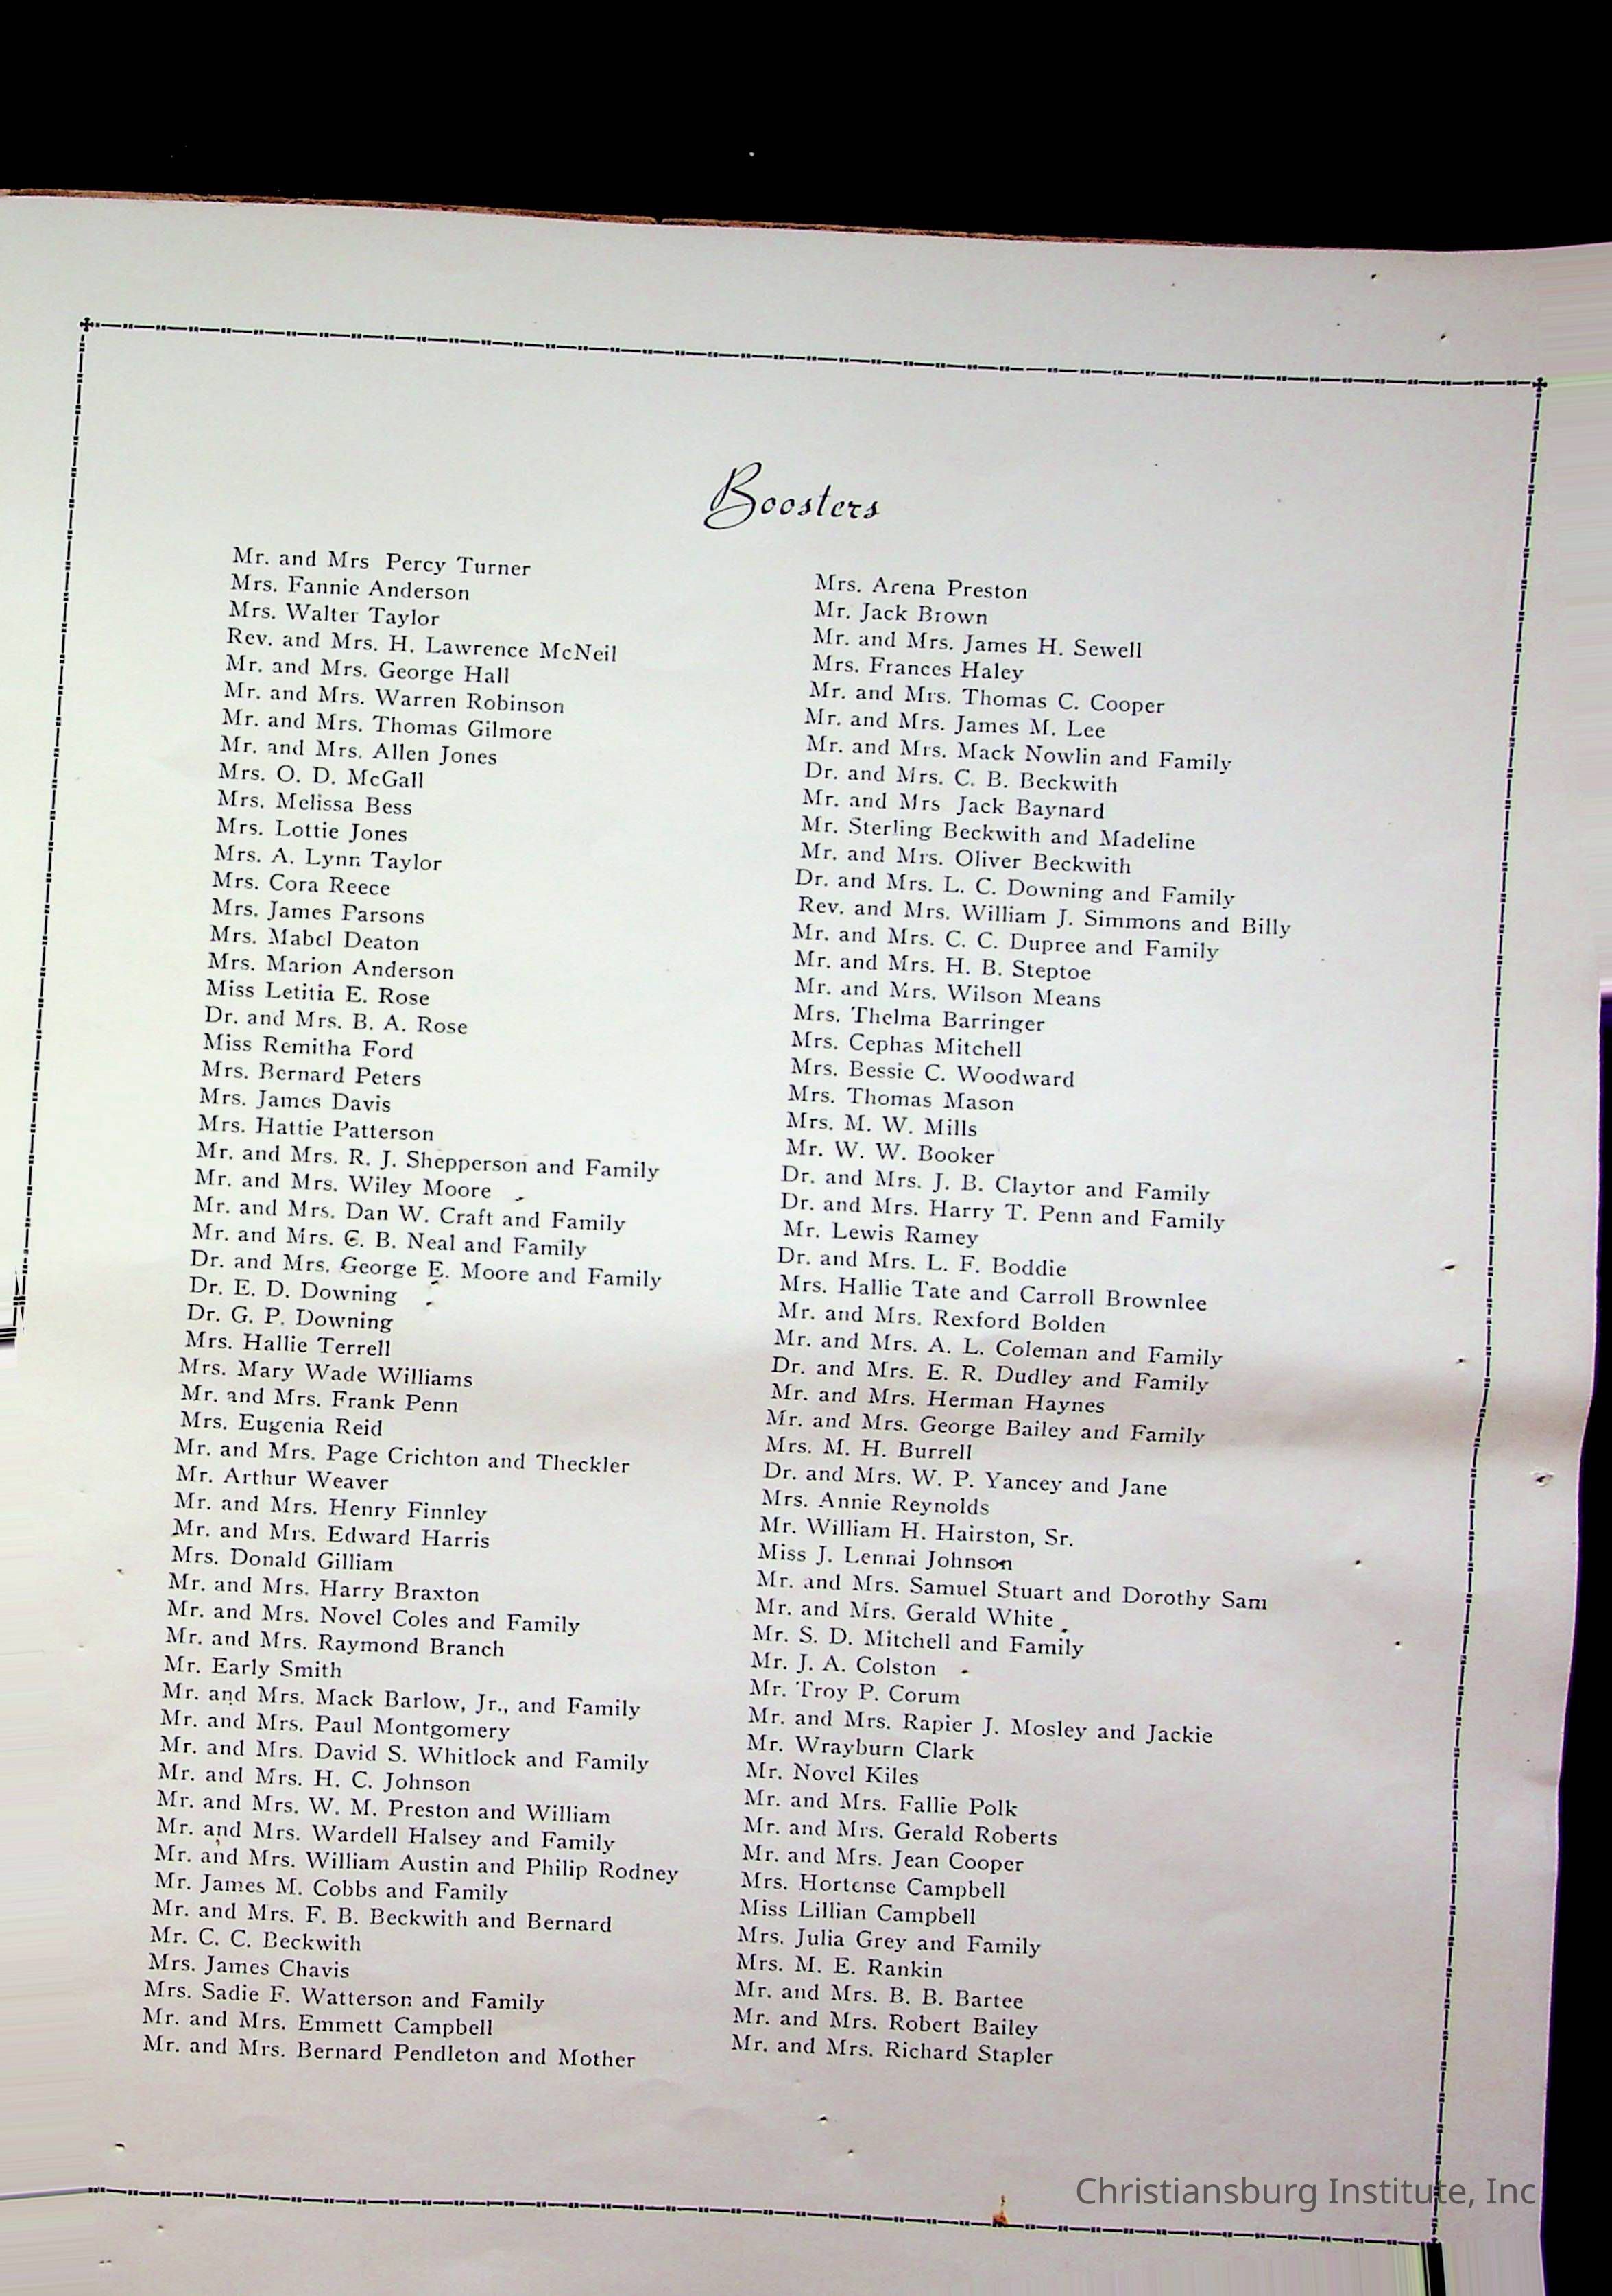 Boosters
Mr. and Mrs Percy Turner
Mrs. Fannie Anderson
Mrs. Walter Taylor
Rev. and Mrs. H. Lawrence McNeil
Mr. and Mrs. George Hall
Mr. and Mrs. Warren Robinson
Mr. and Mrs. Thomas Gilmore
Mr. and Mrs. Allen Jones
Mrs. O. D. McGall
Mrs. Melissa Bess
Mrs. Lottie Jones
Mrs. A. Lynn Taylor
Mrs. Cora Reece
Mrs. James Parsons
Mrs. Mabel Deaton
Mrs. Marion Anderson
Miss Letitia E. Rose
Dr. and Mrs. B. A. Rose
Miss Remitha Ford
Mrs. Bernard Peters
Mrs. James Davis
Mrs. Hattie Patterson
Mr. and Mrs. R. J. Shepperson and Family
Mr. and Mrs. Wiley Moore
Mr. and Mrs. Dan W. Craft and Family
Mr. and Mrs. C. B. Neal and Family
Dr. and Mrs. George E. Moore and Family
Dr. E. D. Downing
Dr. G. P. Downing
Mrs. Hallie Terrell
Mrs. Mary Wade Williams
Mr. and Mrs. Frank Penn
Mrs. Eugenia Reid
Mr. and Mrs. Page Crichton and Theckler
Mr. Arthur Weaver
Mr. and Mrs. Henry Finnley
Mr. and Mrs. Edward Harris
Mrs. Donald Gilliam
Mr. and Mrs. Harry Braxton
Mr. and Mrs. Novel Coles and Family
Mr. and Mrs. Raymond Branch
Mr. Early Smith
Mr. and Mrs. Mack Barlow, Jr., and Family
Mr. and Mrs. Paul Montgomery
Mr. and Mrs. David S. Whitlock and Family
Mr. and Mrs. H. C. Johnson
Mr. and Mrs. W. M. Preston and William
Mr. and Mrs. Wardell Halsey and Family
Mr. and Mrs. William Austin and Philip Rodney
Mr. James M. Cobbs and Family
Mr. and Mrs. F. B. Beckwith and Bernard
Mr. C. C. Beckwith
Mrs. James Chavis
Mrs. Sadie F. Watterson and Family
Mr. and Mrs. Emmett Campbell
Mr. and Mrs. Bernard Pendleton and Mother
Mrs. Arena Preston
Mr. Jack Brown
Mr. and Mrs. James H. Sewell
Mrs. Frances Haley
Mr. and Mrs. Thomas C. Cooper
Mr. and Mrs. James M. Lee
Mr. and Mrs. Mack Nowlin and Family
Dr. and Mrs. C. B. Beckwith
Mr. and Mrs Jack Baynard
Mr. Sterling Beckwith and Madeline
Mr. and Mrs. Oliver Beckwith
Dr. and Mrs. L. C. Downing and Family
Rev. and Mrs. William J. Simmons and Billy
Mr. and Mrs. C. C. Dupree and Family
Mr. and Mrs. H. B. Steptoe
Mr. and Mrs. Wilson Means
Mrs. Thelma Barringer
Mrs. Cephas Mitchell
Mrs. Bessie C. Woodward
Mrs. Thomas Mason
Mrs. M. W. Mills
Mr. W. W. Booker
Dr. and Mrs. J. B. Claytor and Family
Dr. and Mrs. Harry T. Penn and Family
Mr. Lewis Ramey
Dr. and Mrs. L. F. Boddie
Mrs. Hallie Tate and Carroll Brownlee
Mr. and Mrs. Rexford Bolden
Mr. and Mrs. A. L. Coleman and Family
Dr. and Mrs. E. R. Dudley and Family
Mr. and Mrs. Herman Haynes
Mr. and Mrs. George Bailey and Family
Mrs. M. H. Burrell
Dr. and Mrs. W. P. Yancey and Jane
Mrs. Annie Reynolds
Mr. William H. Hairston, Sr.
Miss J. Lennai Johnson
Mr. and Mrs. Samuel Stuart and Dorothy Sam
Mr. and Mrs. Gerald White
Mr. S. D. Mitchell and Family
Mr. J. A. Colston
Mr. Troy P. Corum
Mr. and Mrs. Rapier J. Mosley and Jackie
Mr. Wrayburn Clark
Mr. Novel Kiles
Mr. and Mrs. Fallie Polk
Mr. and Mrs. Gerald Roberts
Mr. and Mrs. Jean Cooper
Mrs. Hortense Campbell
Miss Lillian Campbell
Mrs. Julia Grey and Family
Mrs. M. E. Rankin
Mr. and Mrs. B. B. Bartee
Mr. and Mrs. Robert Bailey
Mr. and Mrs. Richard Stapler
Christiansburg Institute, Inc